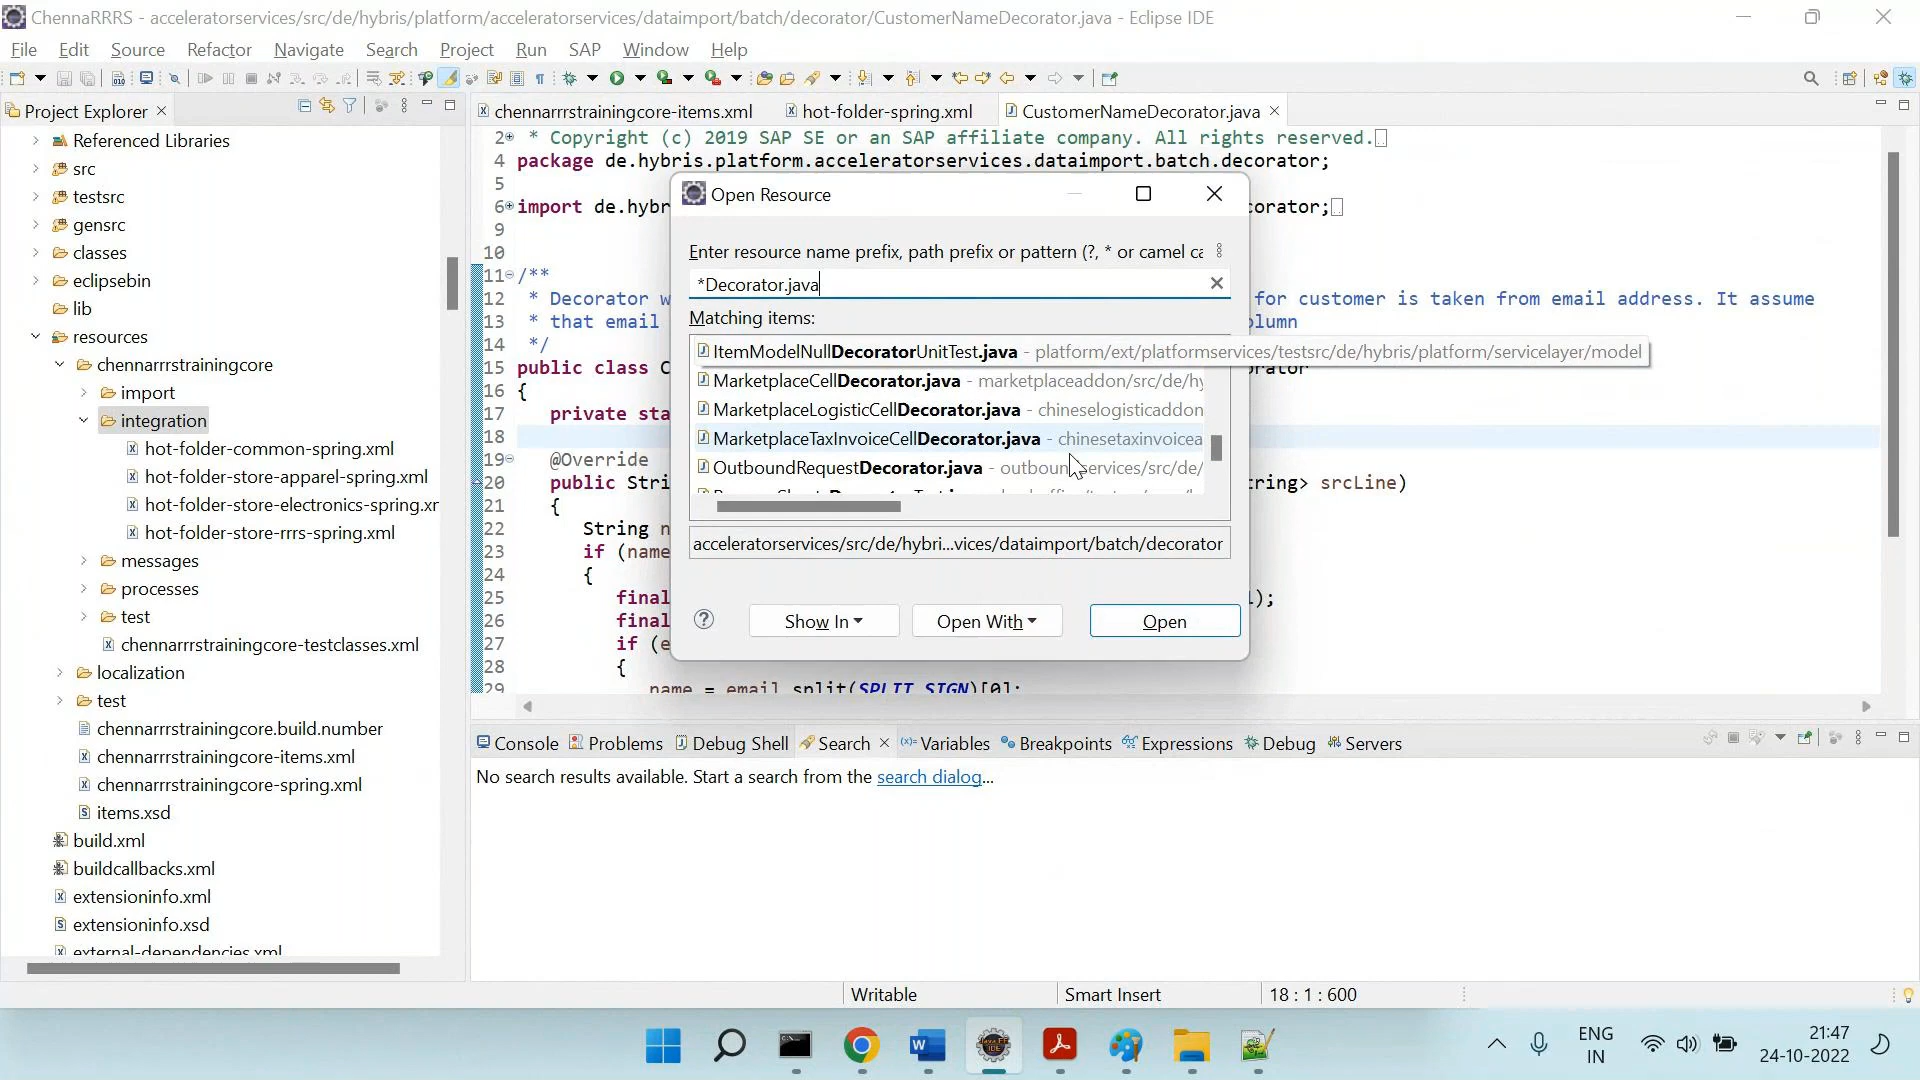 ChennaRRRS - acceleratorservices/src/de/hybris/platform/acceleratorservices/dataimport/batch/decorator/CustomerNameDecorator.java - Eclipse IDE
File Edit Source Refactor Navigate Search Project Run SAP Window Help
Project Explorer
Referenced Libraries
src
testsrc
gensrc
classes
eclipsebin
lib
resources
chennarrrstrainingcore
import
integration
hot-folder-common-spring.xml
hot-folder-store-apparel-spring.xml
hot-folder-store-electronics-spring.xr
hot-folder-store-rrrs-spring.xml
messages
processes
test
chennarrrstrainingcore-testclasses.xml
localization
test
chennarrrstrainingcore.build.number
chennarrrstrainingcore-items.xml
chennarrrstrainingcore-spring.xml
items.xsd
build.xml
buildcallbacks.xml
extensioninfo.xml
extensioninfo.xsd
external-dependencies.xml
chennarrrstrainingcore-items.xml hot-folder-spring.xml CustomerNameDecorator.java
2 * Copyright (c) 2019 SAP SE or an SAP affiliate company. All rights reserved.
4 package de.hybris.platform.acceleratorservices.dataimport.batch.decorator;
5
6 import de.hybr orator;
9
10
11 /**
12 * Decorator w for customer is taken from email address. It assume
13 * that email lumn
14 */
15 public class C orator
16 {
17 private sta
18
19 @Override
20 public Stri ring> srcLine)
21 {
22 String n
23 if (name
24 {
25 final l);
26 final
27 if (e
28 {
29 name = email.split(SPLIT_SIGN)[0];
Open Resource
Enter resource name prefix, path prefix or pattern (?, * or camel ca
*Decorator.java
Matching items:
ItemModelNullDecoratorUnitTest.java - platform/ext/platformservices/testsrc/de/hybris/platform/servicelayer/model
MarketplaceCellDecorator.java - marketplaceaddon/src/de/hy
MarketplaceLogisticCellDecorator.java - chineselogisticaddon
MarketplaceTaxInvoiceCellDecorator.java - chinesetaxinvoicea
OutboundRequestDecorator.java - outboundservices/src/de/
acceleratorservices/src/de/hybri...vices/dataimport/batch/decorator
Show In Open With Open
Console Problems Debug Shell Search Variables Breakpoints Expressions Debug Servers
No search results available. Start a search from the search dialog...
Writable Smart Insert 18 : 1 : 600
ENG
IN
21:47
24-10-2022